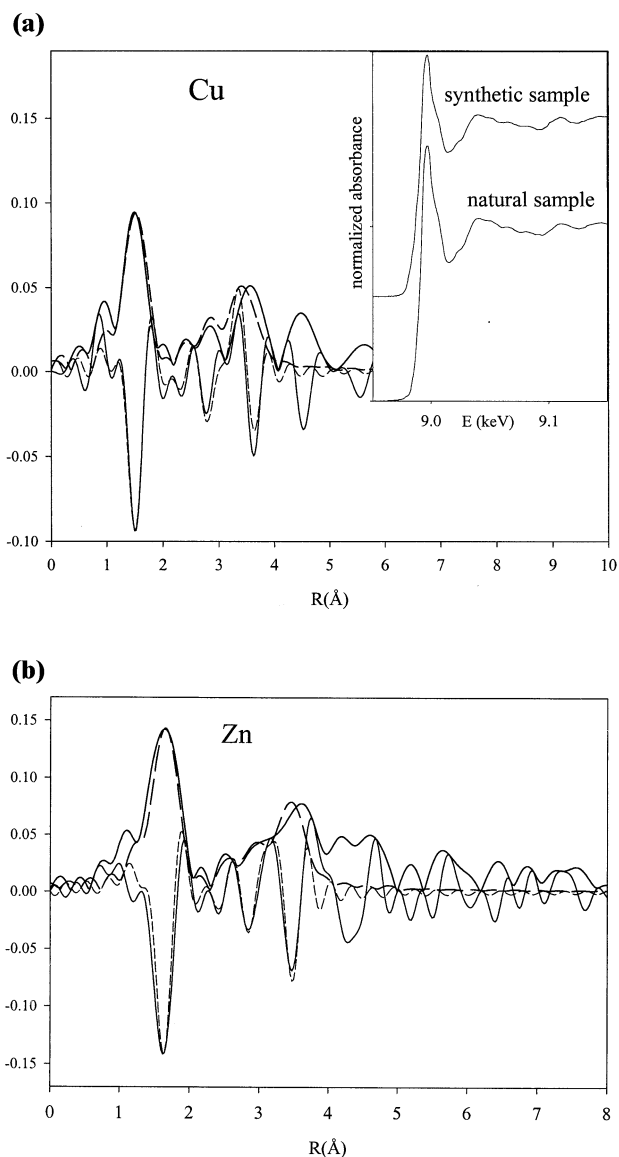 (a)
Cu
0.15
0.10
0.05
0.00
-0.05
-0.10
0 1 2 3 4 5 6 7 8 9 10
R(Å)
normalized absorbance
synthetic sample
natural sample
9.0 E (keV) 9.1
(b)
Zn
0.15
0.10
0.05
0.00
-0.05
-0.10
-0.15
0 1 2 3 4 5 6 7 8
R(Å)